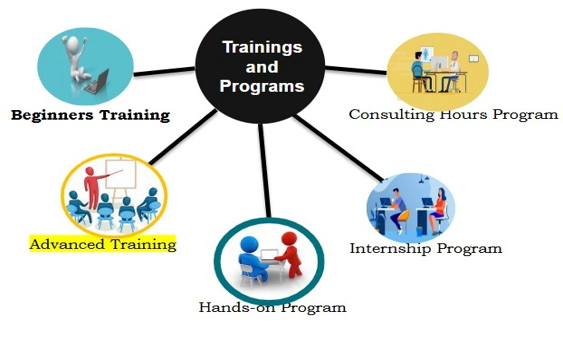 Trainings
and
Programs
Beginners Training
Consulting Hours Program
Advanced Training
Internship Program
Hands-on Program